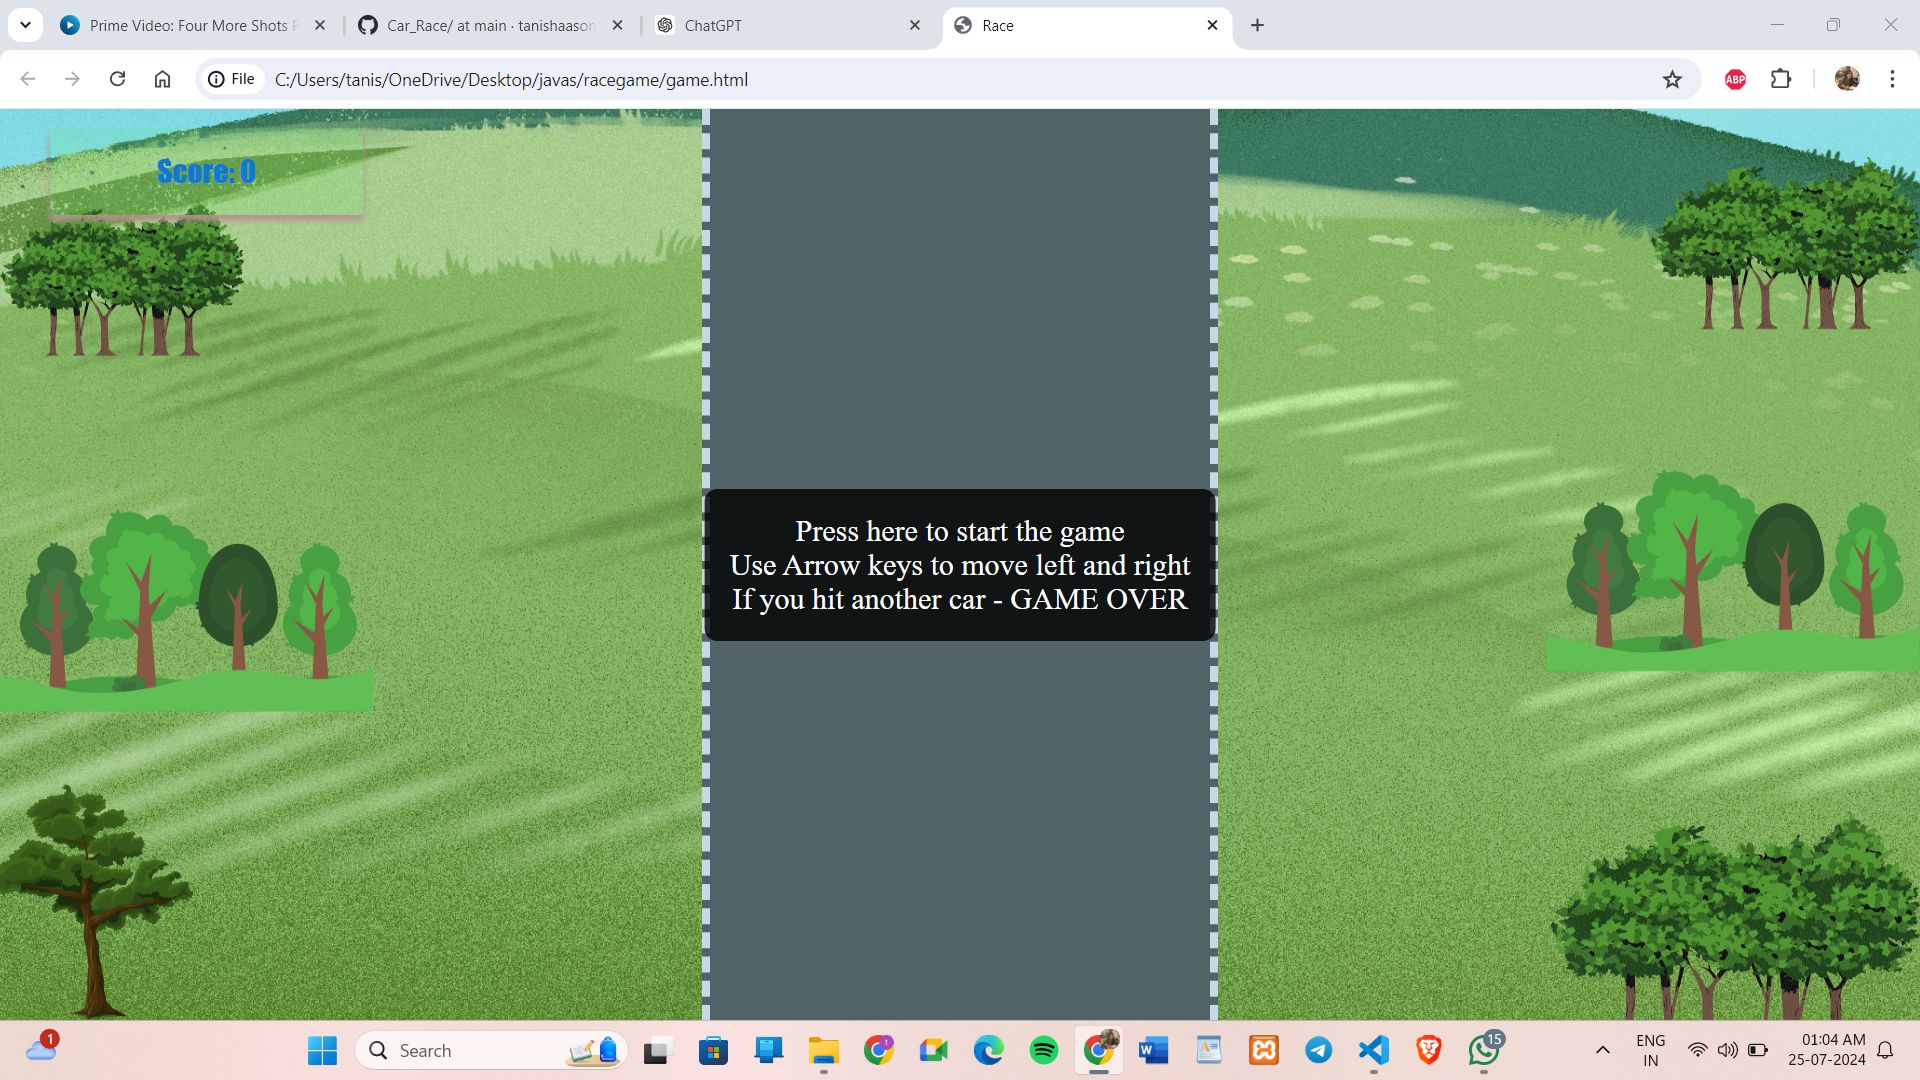 Prime Video: Four More Shots P
Car_Race/ at main · tanishaason
ChatGPT
Race
File
C:/Users/tanis/OneDrive/Desktop/javas/racegame/game.html
ABP
Score: 0
Press here to start the game
Use Arrow keys to move left and right
If you hit another car - GAME OVER
1
Search
1
W
15
ENG
IN
01:04 AM
25-07-2024